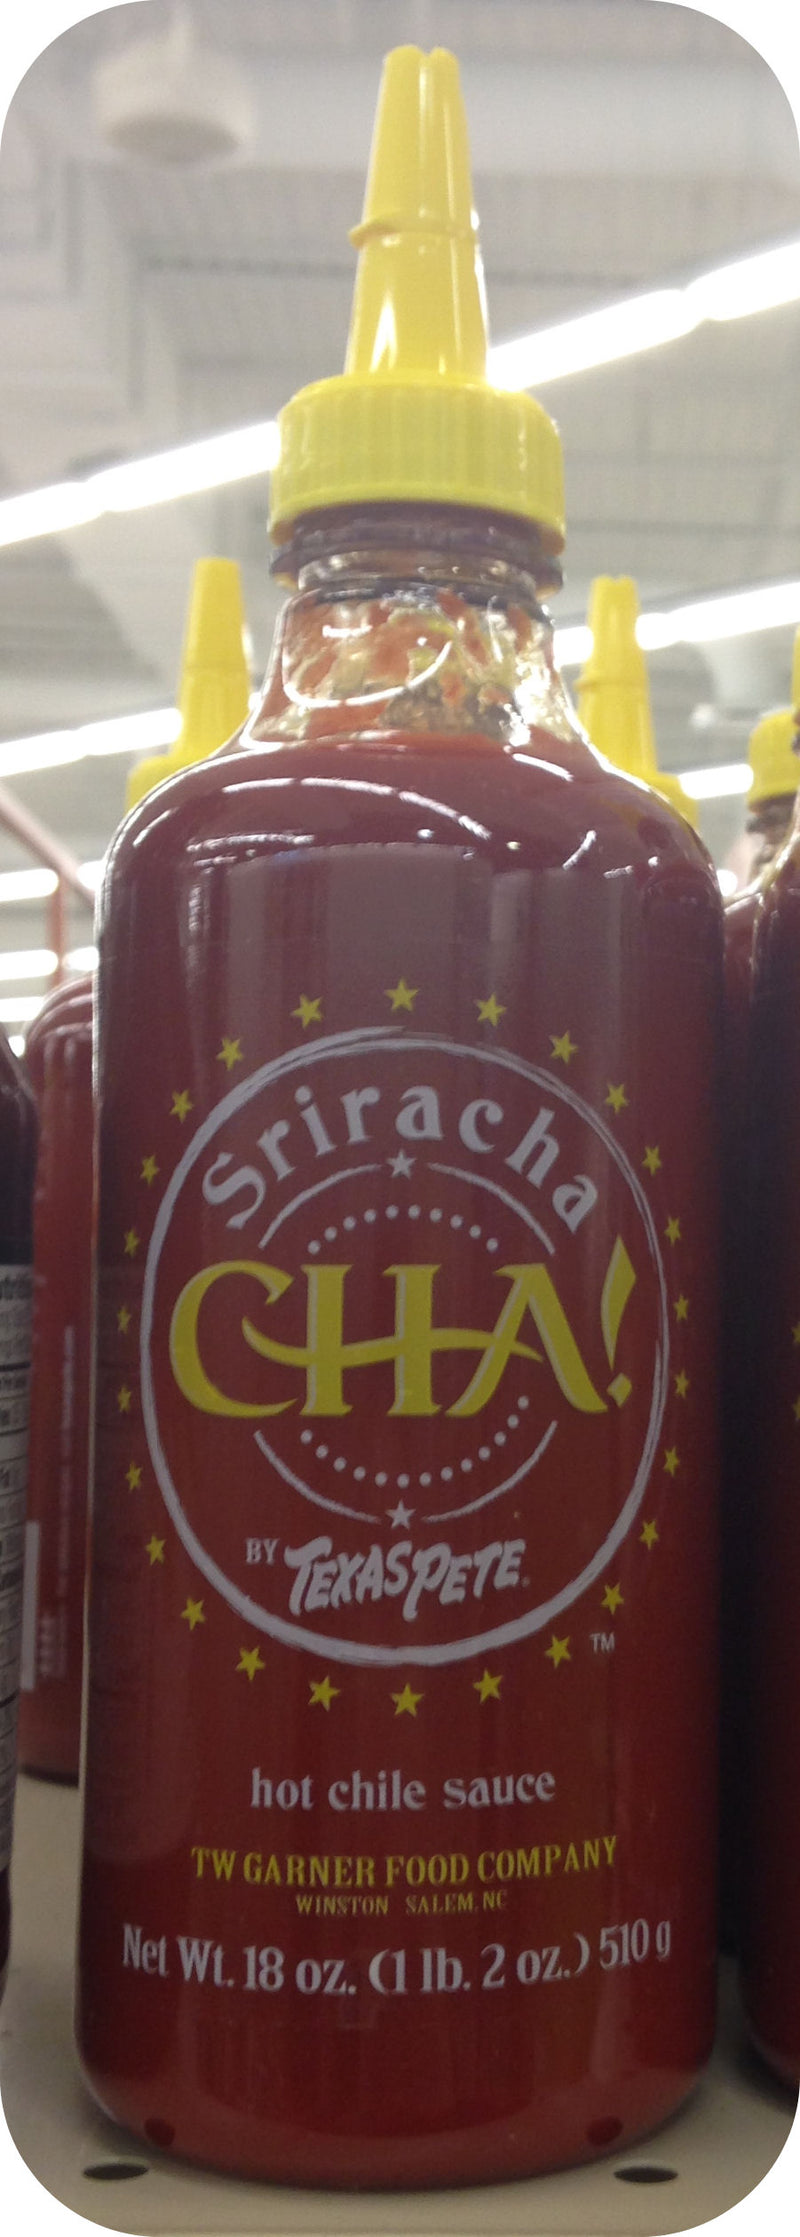 Sriracha
CHA!
BY TEXAS PETE®
TM
hot chile sauce
TW GARNER FOOD COMPANY
WINSTON SALEM, NC
Net Wt. 18 oz. (1 lb. 2 oz.) 510 g